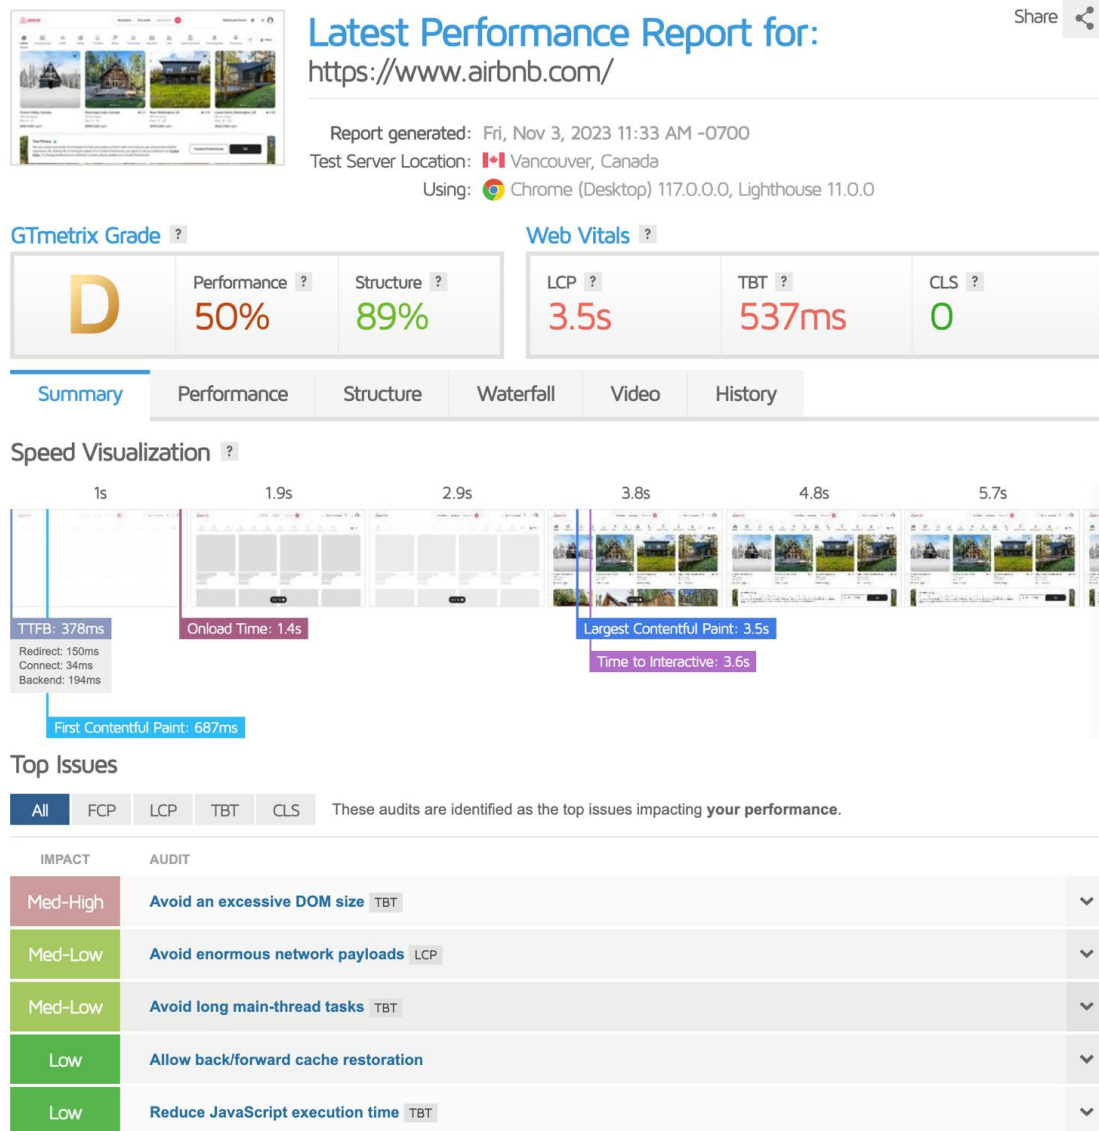 Latest Performance Report for:
Share
https://www.airbnb.com/
Report generated: Fri, Nov 3, 2023 11:33 AM -0700
Test Server Location: Vancouver, Canada
Using: Chrome (Desktop) 117.0.0.0, Lighthouse 11.0.0
GTmetrix Grade ?
Web Vitals ?
D
Performance ?
50%
Structure ?
89%
LCP ?
3.5s
TBT ?
537ms
CLS ?
0
Summary Performance Structure Waterfall Video History
Speed Visualization ?
1s 1.9s 2.9s 3.8s 4.8s 5.7s
TTFB: 378ms
Redirect: 150ms
Connect: 34ms
Backend: 194ms
Onload Time: 1.4s
Largest Contentful Paint: 3.5s
Time to Interactive: 3.6s
First Contentful Paint: 687ms
Top Issues
All FCP LCP TBT CLS These audits are identified as the top issues impacting your performance.
IMPACT AUDIT
Med-High Avoid an excessive DOM size TBT
Med-Low Avoid enormous network payloads LCP
Med-Low Avoid long main-thread tasks TBT
Low Allow back/forward cache restoration
Low Reduce JavaScript execution time TBT